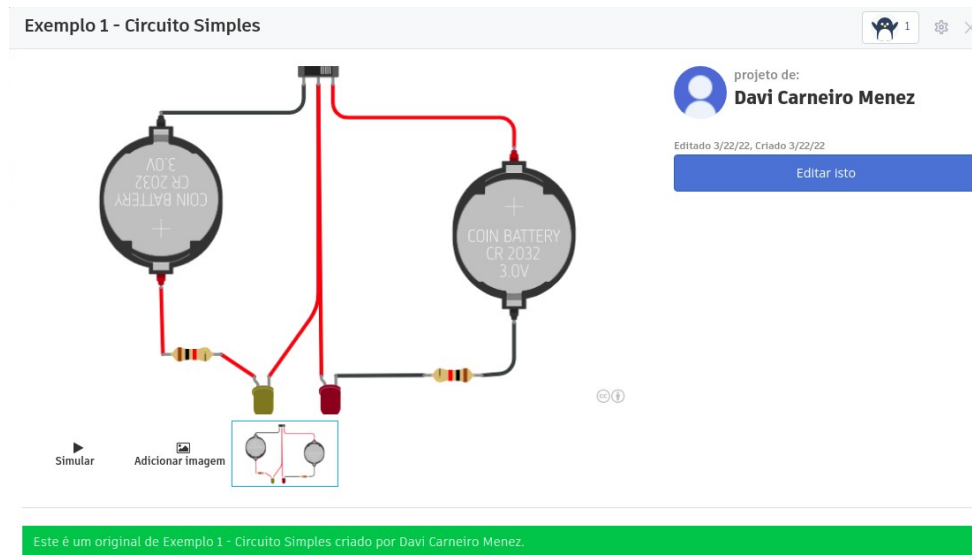 Exemplo 1 - Circuito Simples
1
projeto de:
Davi Carneiro Menez
Editado 3/22/22, Criado 3/22/22
Editar isto
COIN BATTERY
CR 2032
3.0V
COIN BATTERY
CR 2032
3.0V
cc
Simular
Adicionar imagem
Este é um original de Exemplo 1 - Circuito Simples criado por Davi Carneiro Menez.